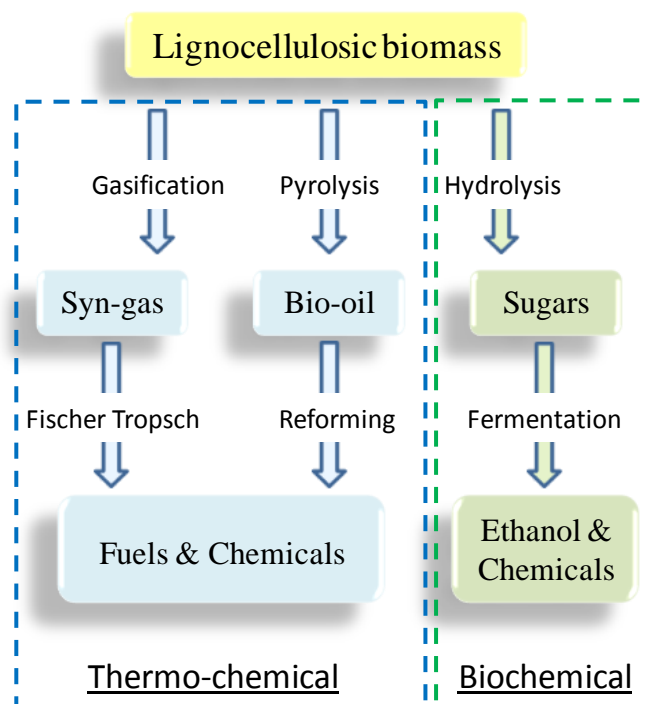 Lignocellulosic biomass
Gasification Pyrolysis Hydrolysis
Syn-gas Bio-oil Sugars
Fischer Tropsch Reforming Fermentation
Fuels & Chemicals
Ethanol &
Chemicals
Thermo-chemical Biochemical